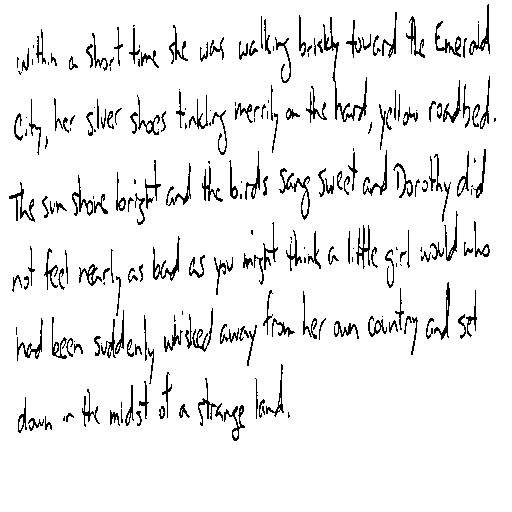 within a short time she was walking briskly toward the Emerald
City, her silver shoes tinkling merrily on the hard, yellow roadbed.
The sun shone bright and the birds sang sweet and Dorothy did
not feel nearly as bad as you might think a little girl would who
had been suddenly whisked away from her own country and set
down in the midst of a strange land.